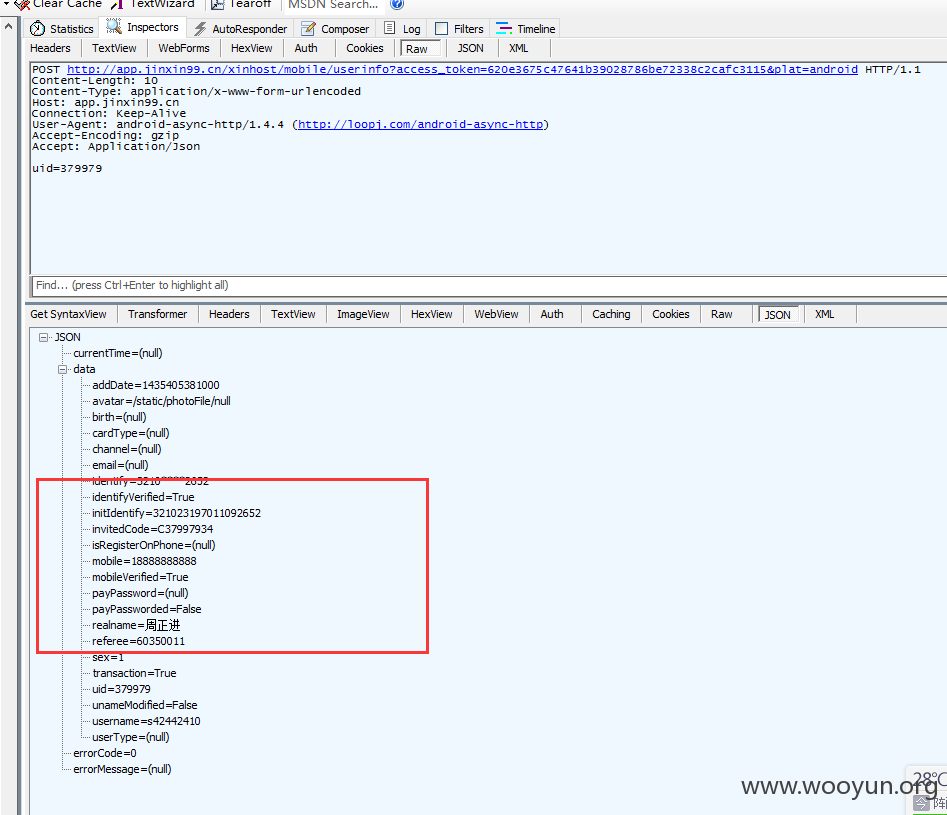 Clear Cache TextWizard Tearoff MSDN Search...
Statistics Inspectors AutoResponder Composer Log Filters Timeline
Headers TextView WebForms HexView Auth Cookies Raw JSON XML
POST http://app.jinxin99.cn/xinhost/mobile/userinfo?access_token=620e3675c47641b39028786be72338c2cafc3115&plat=android HTTP/1.1
Content-Length: 10
Content-Type: application/x-www-form-urlencoded
Host: app.jinxin99.cn
Connection: Keep-Alive
User-Agent: android-async-http/1.4.4 (http://loopj.com/android-async-http)
Accept-Encoding: gzip
Accept: Application/Json
uid=379979
Find... (press Ctrl+Enter to highlight all)
Get SyntaxView Transformer Headers TextView ImageView HexView WebView Auth Caching Cookies Raw JSON XML
JSON
currentTime=(null)
data
addDate=1435405381000
avatar=/static/photoFile/null
birth=(null)
cardType=(null)
channel=(null)
email=(null)
identifyVerified=True
initIdentify=321023197011092652
invitedCode=C37997934
isRegisterOnPhone=(null)
mobile=18888888888
mobileVerified=True
payPassword=(null)
payPassworded=False
realname=周正进
referee=60350011
sex=1
transaction=True
uid=379979
unameModified=False
username=s42442410
userType=(null)
errorCode=0
errorMessage=(null)
28°C
www.wooyun.org
今 阵